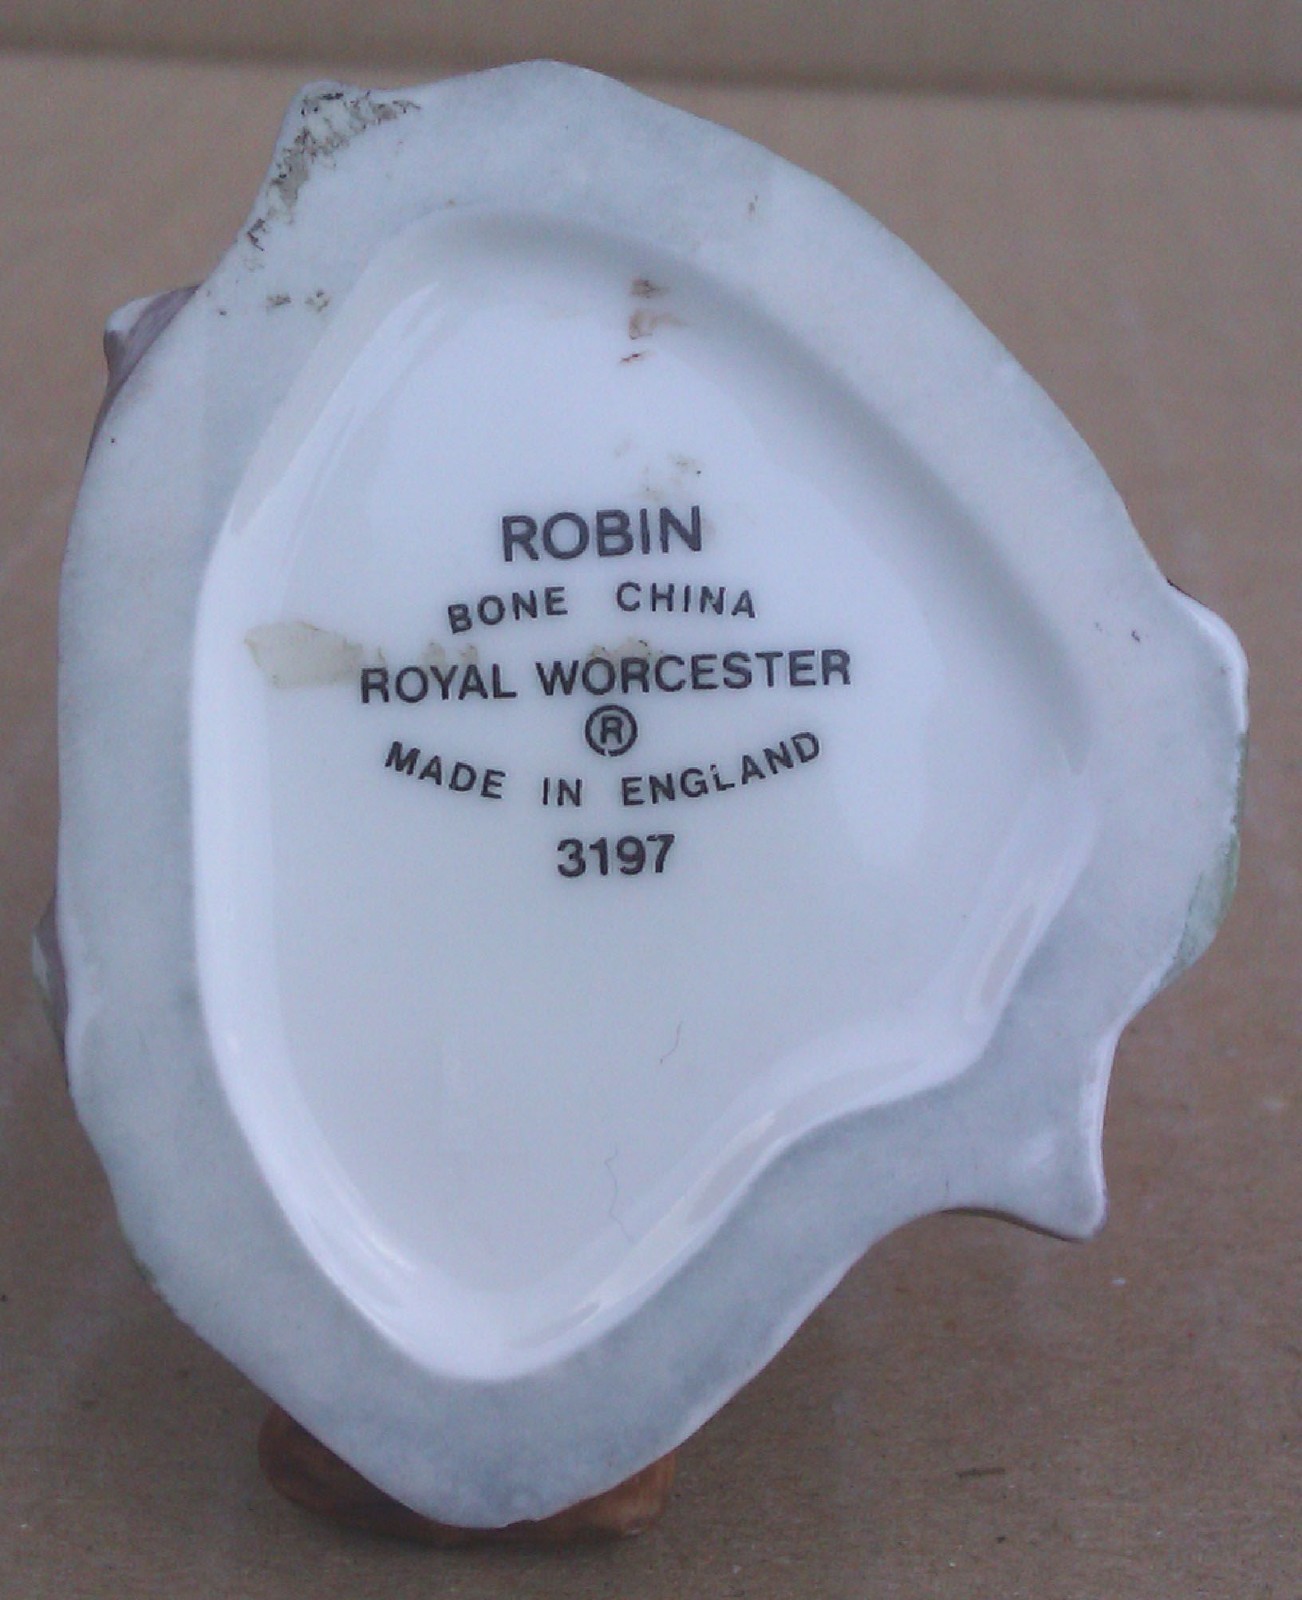 ROBIN
BONE CHINA
ROYAL WORCESTER
®
MADE IN ENGLAND
3197